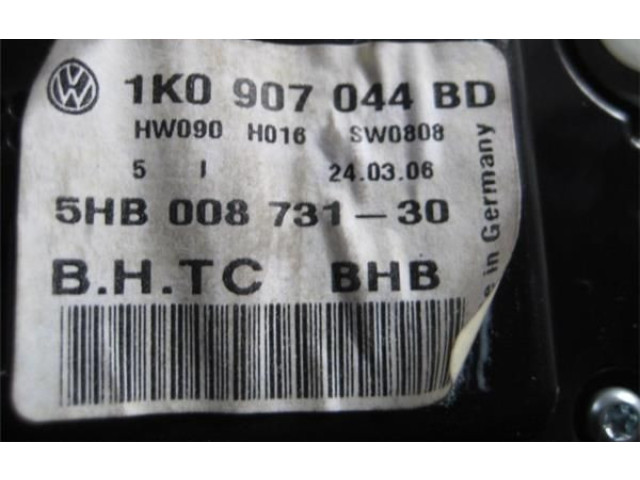 1K0 907 044 BD
HW090 H016 SW0808
5 I 24.03.06
5HB 008 731-30
B.H.TC BHB
in Germany